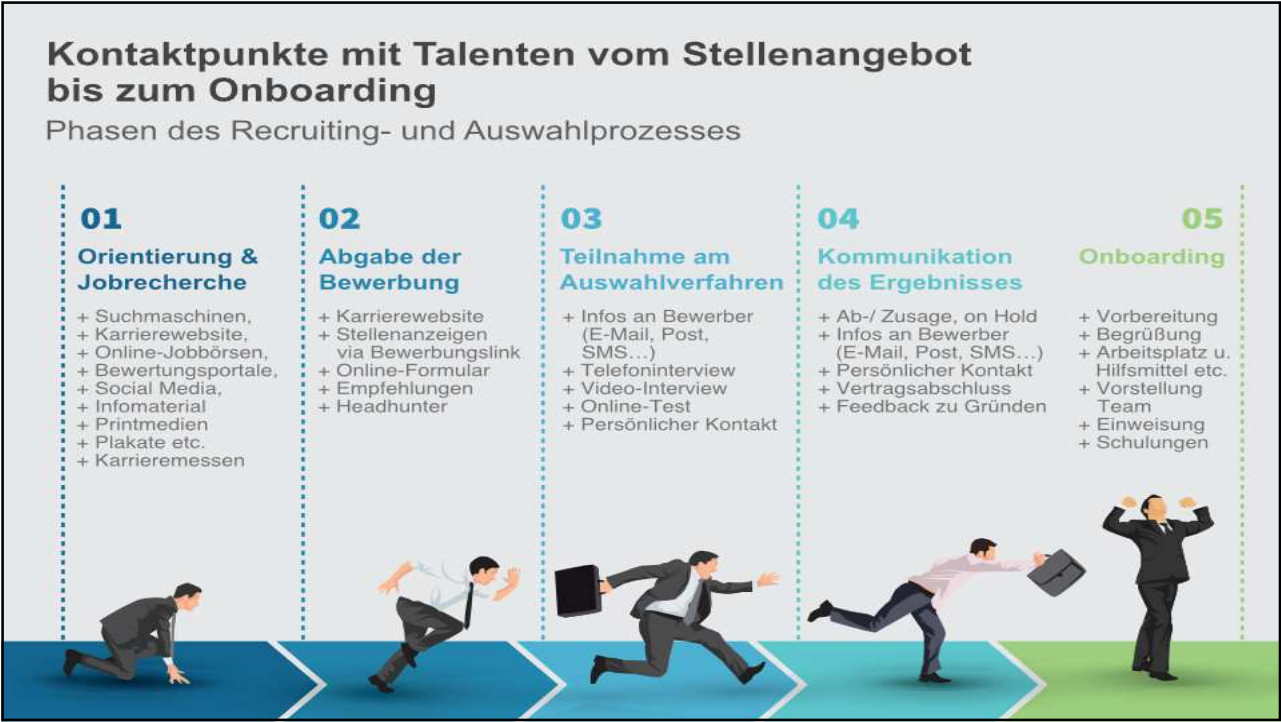 Kontaktpunkte mit Talenten vom Stellenangebot
bis zum Onboarding
Phasen des Recruiting- und Auswahlprozesses
01
Orientierung &
Jobrecherche
+ Suchmaschinen,
+ Karrierewebsite,
+ Online-Jobbörsen,
+ Bewertungsportale,
+ Social Media,
+ Infomaterial
+ Printmedien
+ Plakate etc.
+ Karrieremessen
02
Abgabe der
Bewerbung
+ Karrierewebsite
+ Stellenanzeigen
via Bewerbungslink
+ Online-Formular
+ Empfehlungen
+ Headhunter
03
Teilnahme am
Auswahlverfahren
+ Infos an Bewerber
(E-Mail, Post,
SMS...)
+ Telefoninterview
+ Video-Interview
+ Online-Test
+ Persönlicher Kontakt
04
Kommunikation
des Ergebnisses
+ Ab-/ Zusage, on Hold
+ Infos an Bewerber
(E-Mail, Post, SMS...)
+ Persönlicher Kontakt
+ Vertragsabschluss
+ Feedback zu Gründen
05
Onboarding
+ Vorbereitung
+ Begrüßung
+ Arbeitsplatz u.
Hilfsmittel etc.
+ Vorstellung
Team
+ Einweisung
+ Schulungen